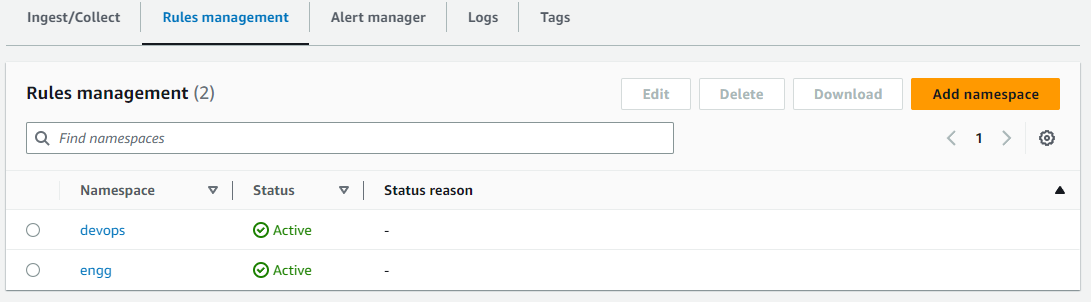 Ingest/Collect Rules management Alert manager Logs Tags
Rules management (2) Edit Delete Download Add namespace
Find namespaces 1
Namespace Status Status reason
devops Active -
engg Active -